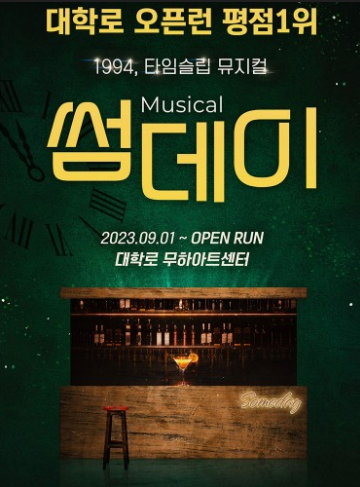 대학로 오픈런 평점1위
1994, 타임슬립 뮤지컬
Musical
썸데이
2023.09.01 ~ OPEN RUN
대학로 무하아트센터
Someday